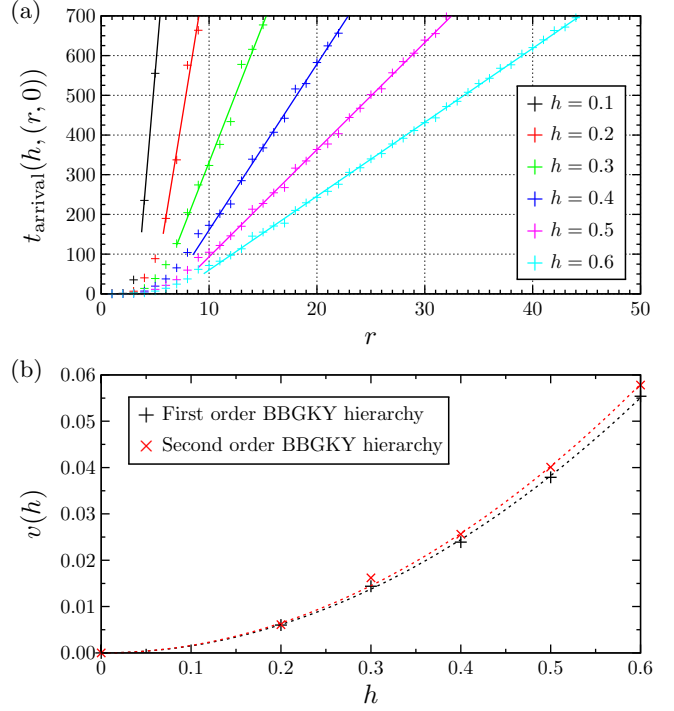 (a)
700
600
500
400
300
200
100
0
t_arrival(h, (r, 0))
h = 0.1
h = 0.2
h = 0.3
h = 0.4
h = 0.5
h = 0.6
0 10 20 30 40 50
r
(b)
0.06
0.05
0.04
0.03
0.02
0.01
0.00
v(h)
First order BBGKY hierarchy
Second order BBGKY hierarchy
0 0.1 0.2 0.3 0.4 0.5 0.6
h